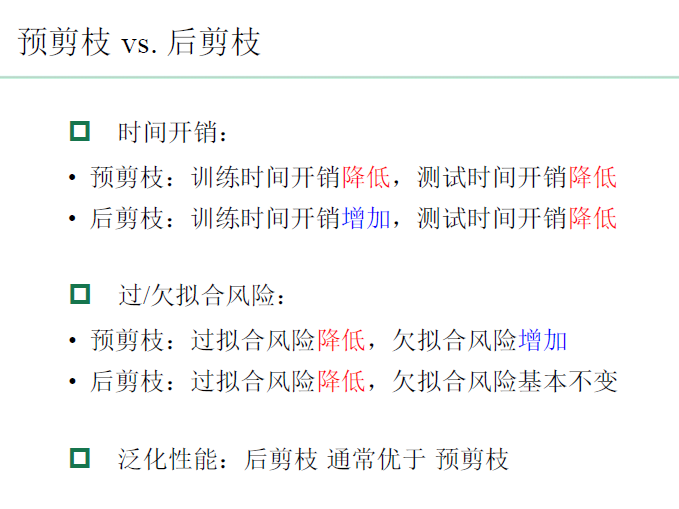 预剪枝 vs. 后剪枝
时间开销：
• 预剪枝：训练时间开销降低，测试时间开销降低
• 后剪枝：训练时间开销增加，测试时间开销降低
过/欠拟合风险：
• 预剪枝：过拟合风险降低，欠拟合风险增加
• 后剪枝：过拟合风险降低，欠拟合风险基本不变
泛化性能：后剪枝 通常优于 预剪枝